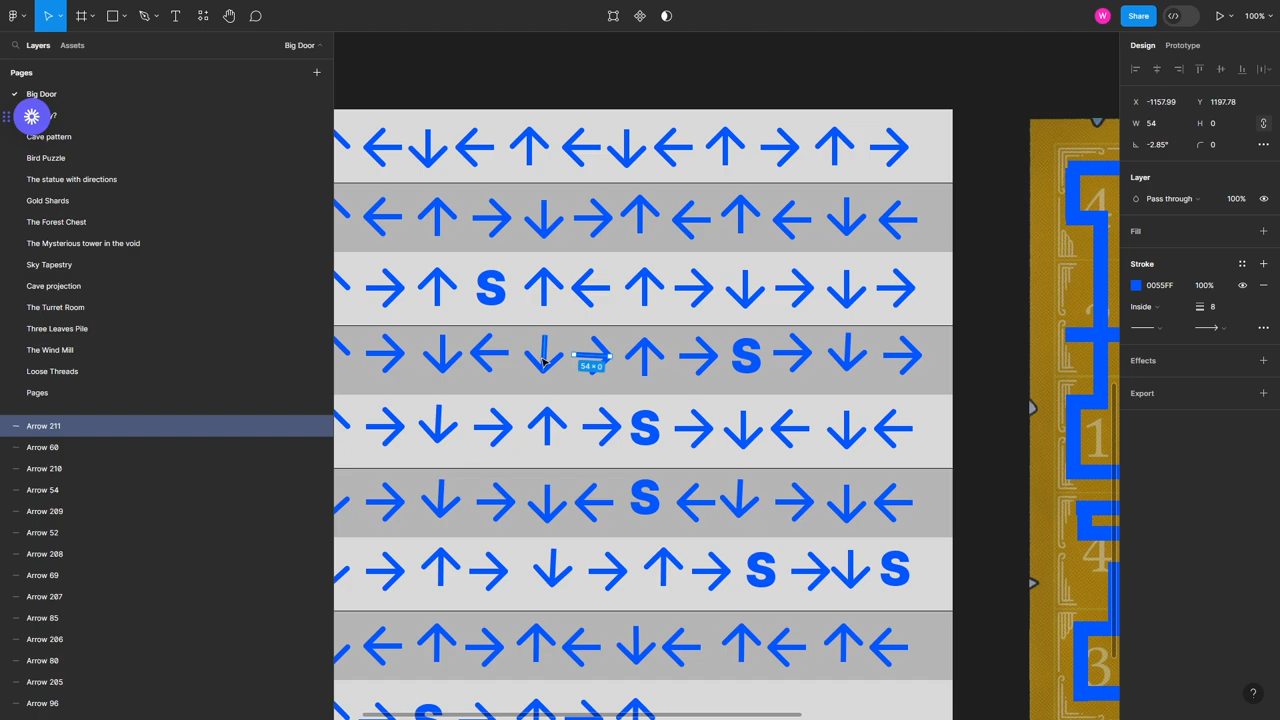 W
Share
100%
Layers
Assets
Big Door
Design
Prototype
Pages
Big Door
Cave pattern
Bird Puzzle
The statue with directions
Gold Shards
The Forest Chest
The Mysterious tower in the void
Sky Tapestry
Cave projection
The Turret Room
Three Leaves Pile
The Wind Mill
Loose Threads
Pages
Arrow 211
Arrow 60
Arrow 210
Arrow 54
Arrow 209
Arrow 52
Arrow 208
Arrow 69
Arrow 207
Arrow 85
Arrow 206
Arrow 80
Arrow 205
Arrow 96
S
S
54 × 0
S
S
S
S
S
4
1
4
3
X -1157.99 Y 1197.78
W 54 H 0
-2.85° 0
Layer
Pass through 100%
Fill
Stroke
0055FF 100%
Inside 8
Effects
Export
?